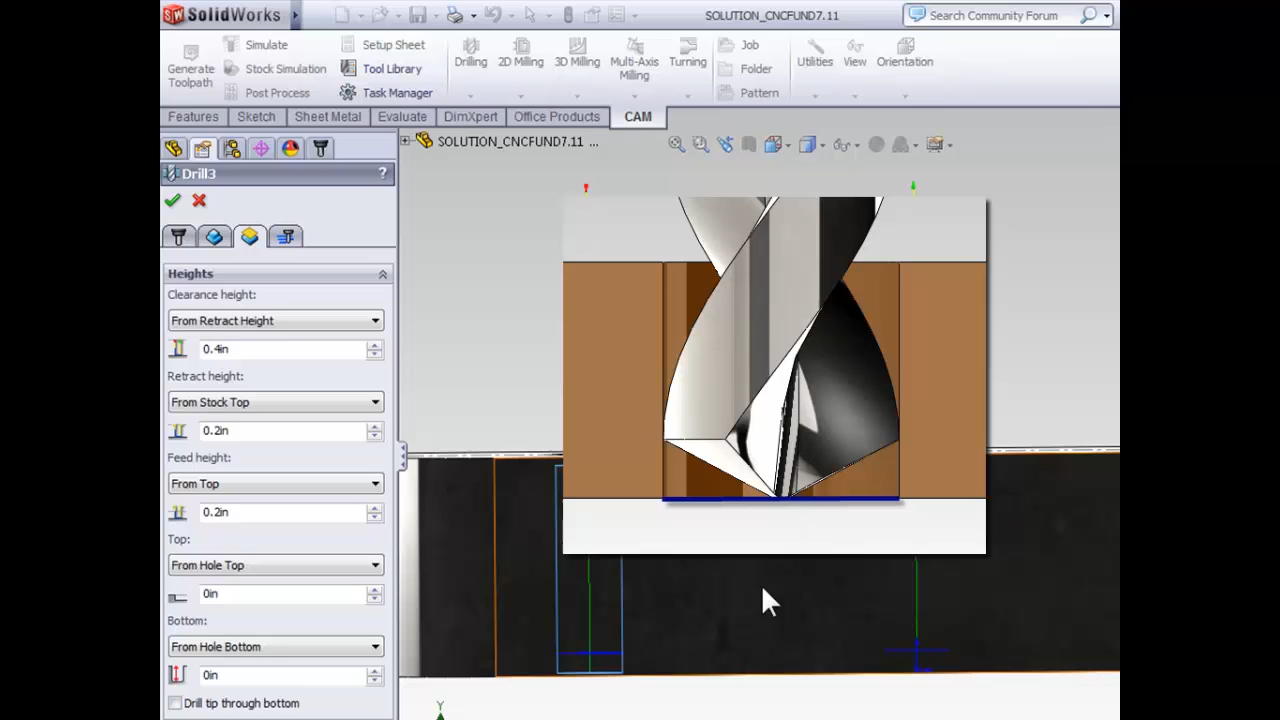 SolidWorks
SOLUTION_CNCFUND7.11
Search Community Forum
Generate Toolpath
Simulate
Stock Simulation
Post Process
Setup Sheet
Tool Library
Task Manager
Drilling
2D Milling
3D Milling
Multi-Axis Milling
Turning
Job
Folder
Pattern
Utilities
View
Orientation
Features
Sketch
Sheet Metal
Evaluate
DimXpert
Office Products
CAM
SOLUTION_CNCFUND7.11 ...
Drill3
?
Heights
Clearance height:
From Retract Height
0.4in
Retract height:
From Stock Top
0.2in
Feed height:
From Top
0.2in
Top:
From Hole Top
0in
Bottom:
From Hole Bottom
0in
Drill tip through bottom
Y